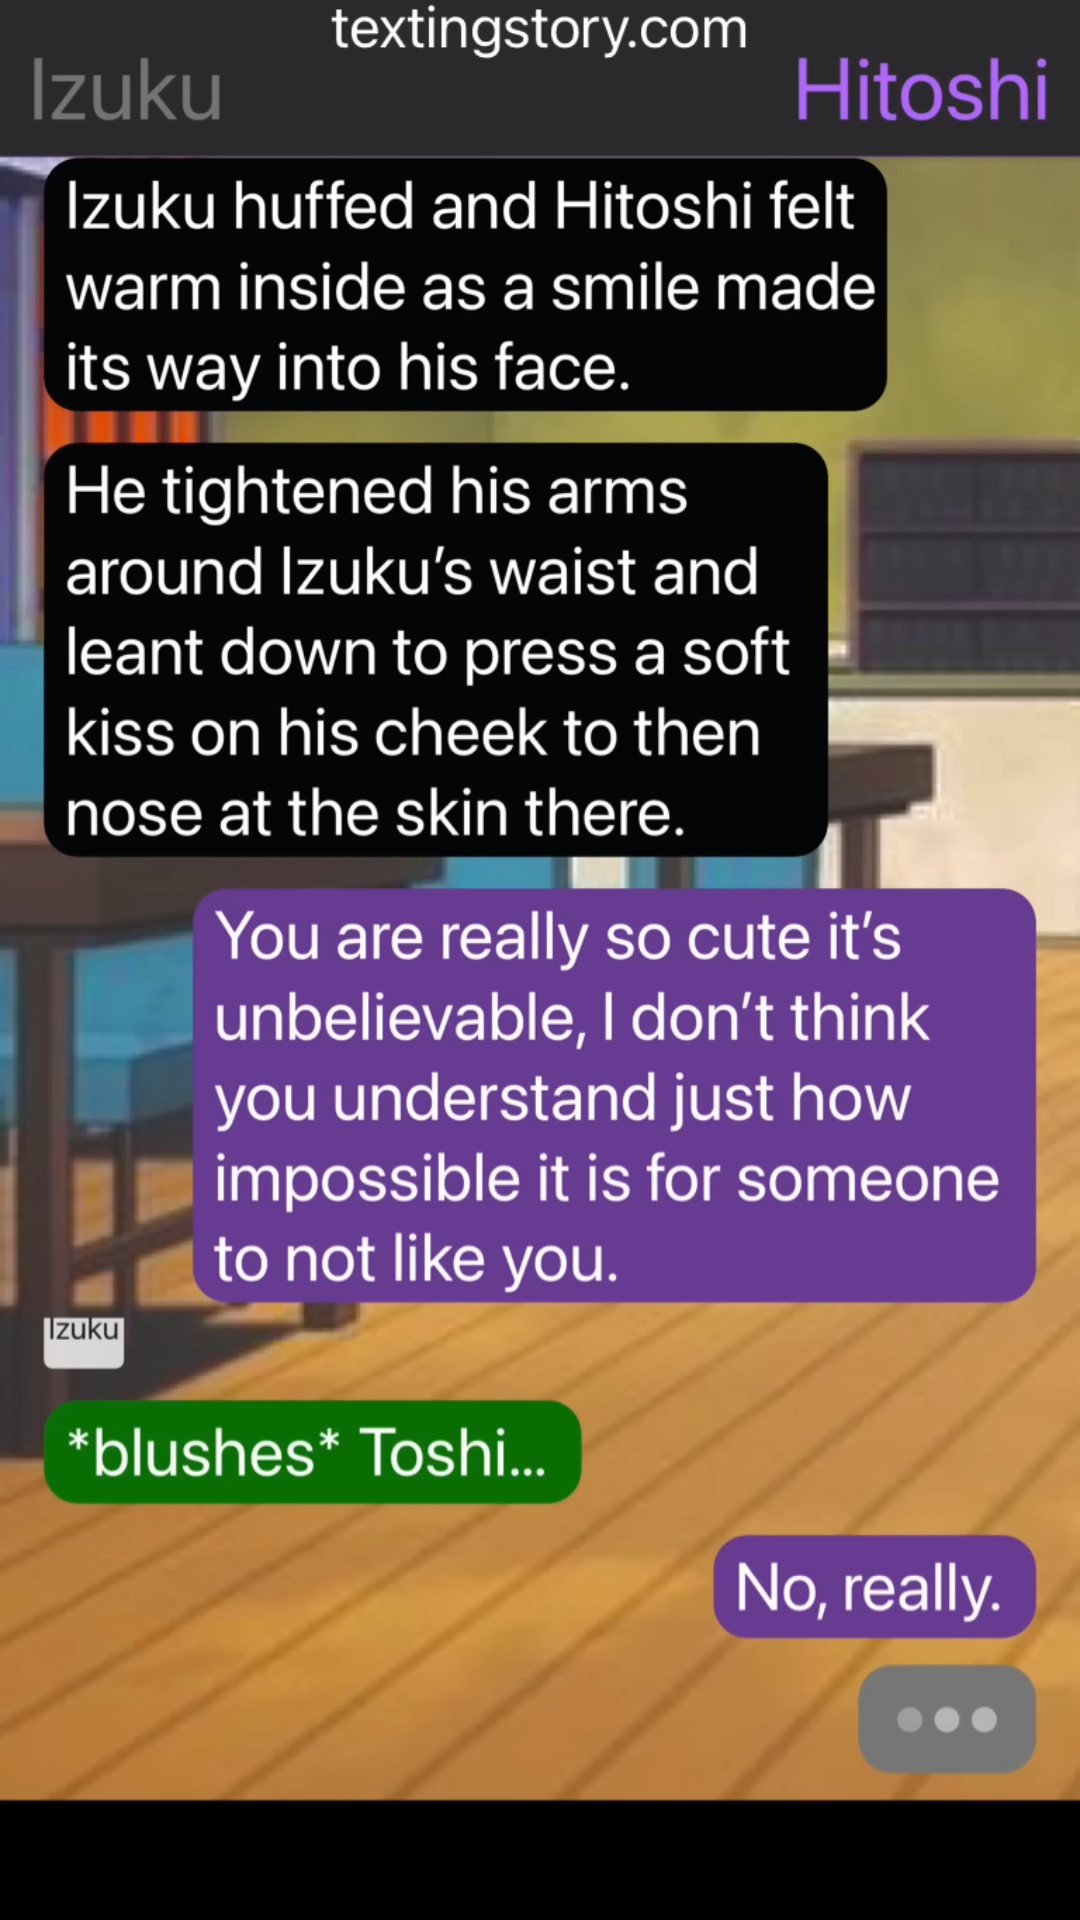 textingstory.com
Izuku
Hitoshi
Izuku huffed and Hitoshi felt
warm inside as a smile made
its way into his face.
He tightened his arms
around Izuku’s waist and
leant down to press a soft
kiss on his cheek to then
nose at the skin there.
You are really so cute it’s
unbelievable, I don’t think
you understand just how
impossible it is for someone
to not like you.
Izuku
*blushes* Toshi...
No, really.